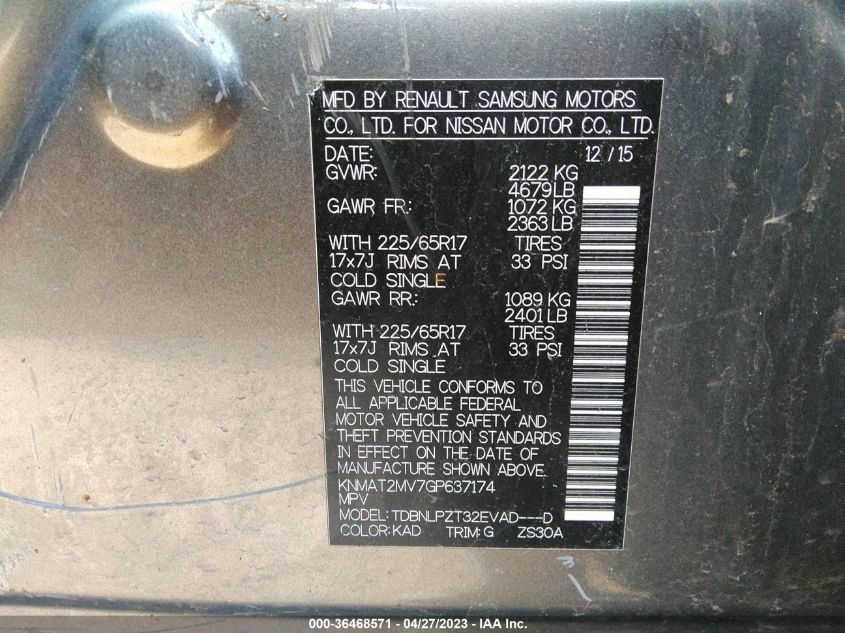 MFD BY RENAULT SAMSUNG MOTORS
CO., LTD. FOR NISSAN MOTOR CO., LTD.
DATE: 12 / 15
GVWR: 2122 KG
4679 LB
GAWR FR.: 1072 KG
2363 LB
WITH 225/65R17 TIRES
17x7J RIMS AT 33 PSI
COLD SINGLE
GAWR RR.: 1089 KG
2401 LB
WITH 225/65R17 TIRES
17x7J RIMS AT 33 PSI
COLD SINGLE
THIS VEHICLE CONFORMS TO
ALL APPLICABLE FEDERAL
MOTOR VEHICLE SAFETY AND
THEFT PREVENTION STANDARDS
IN EFFECT ON THE DATE OF
MANUFACTURE SHOWN ABOVE.
KNMAT2MV7GP637174
MPV
MODEL: TDBNLPZT32EVAD---D
COLOR: KAD TRIM: G ZS30A
000-36468571 - 04/27/2023 - IAA Inc.